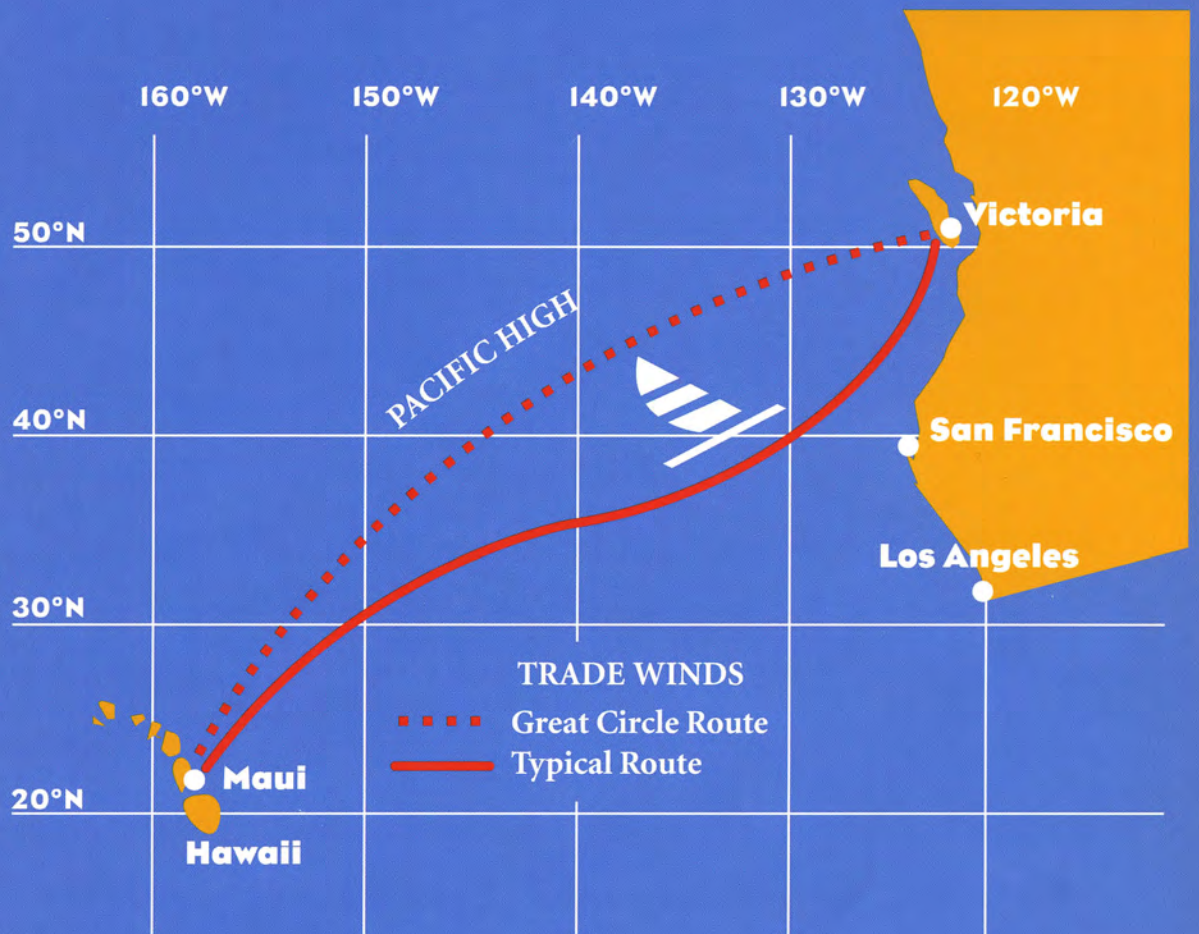 160°W 150°W 140°W 130°W 120°W
Victoria
50°N
PACIFIC HIGH
40°N
San Francisco
Los Angeles
30°N
TRADE WINDS
Great Circle Route
Typical Route
Maui
20°N
Hawaii